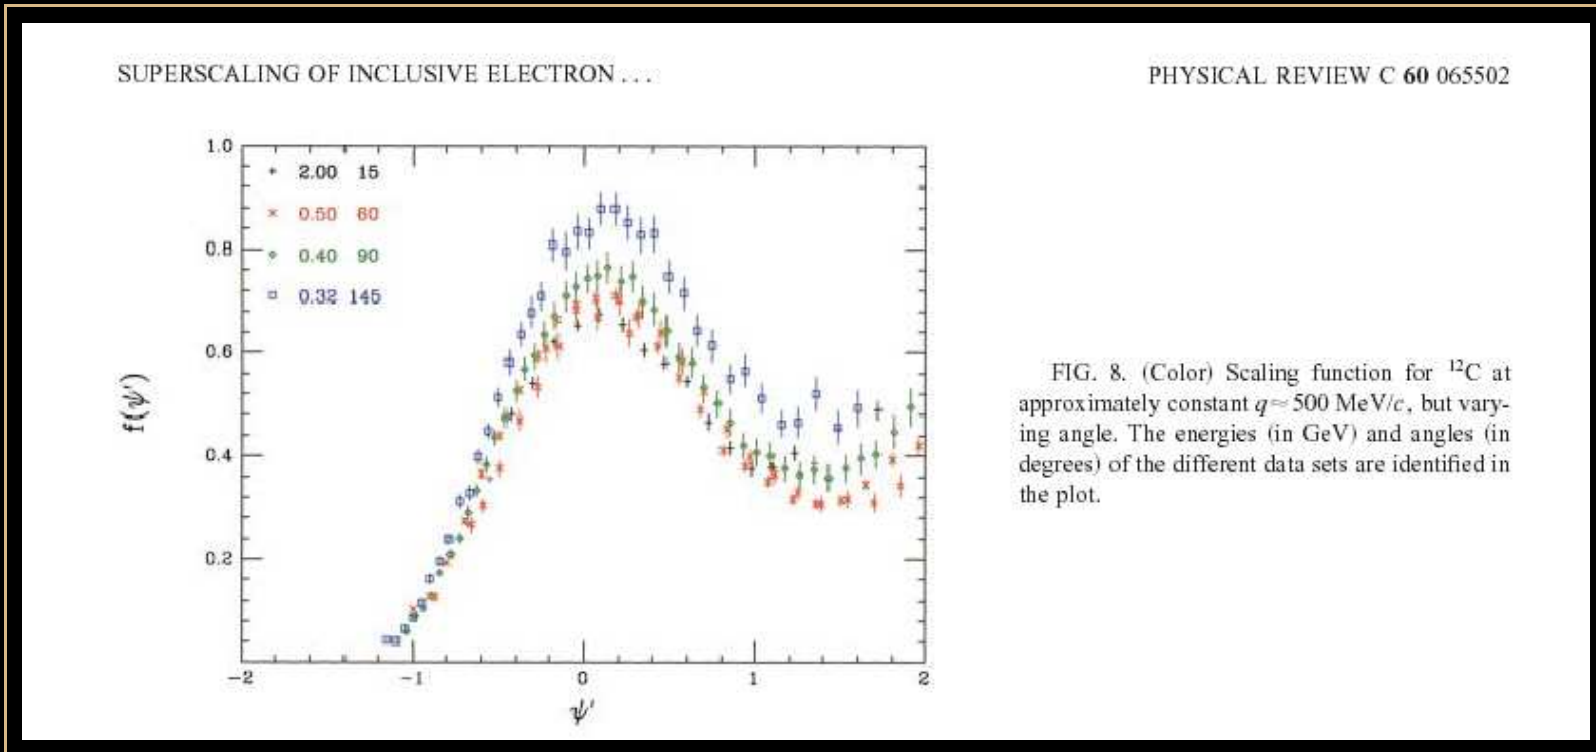 SUPERSCALING OF INCLUSIVE ELECTRON . . .
PHYSICAL REVIEW C 60 065502
1.0
0.8
0.6
0.4
0.2
2.00 15
0.50 60
0.40 90
0.32 145
f(ψ′)
−2 −1 0 1 2
ψ′
FIG. 8. (Color) Scaling function for ¹²C at
approximately constant q≈500 MeV/c, but vary-
ing angle. The energies (in GeV) and angles (in
degrees) of the different data sets are identified in
the plot.